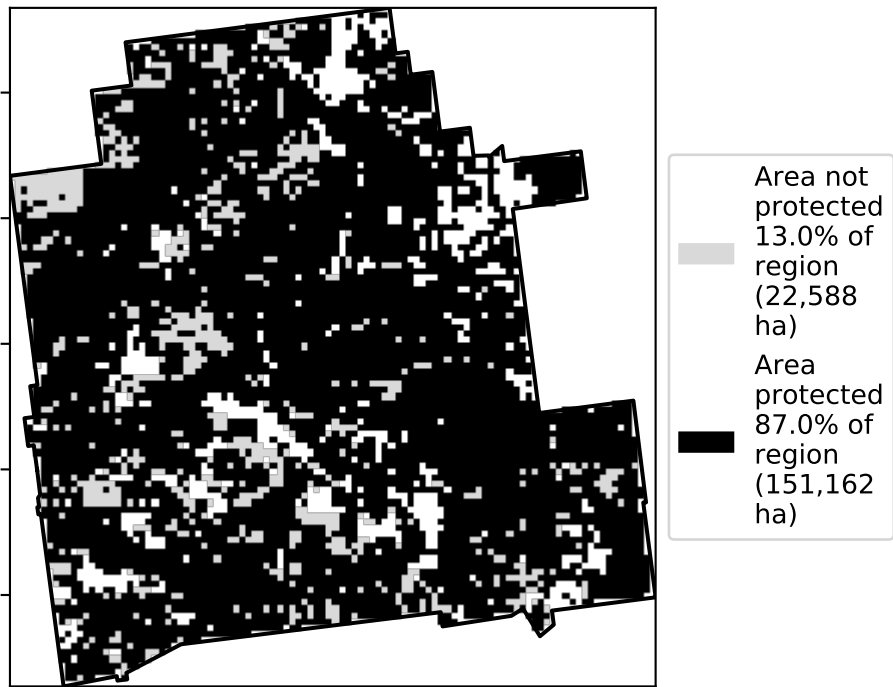 Area not
protected
13.0% of
region
(22,588
ha)
Area
protected
87.0% of
region
(151,162
ha)